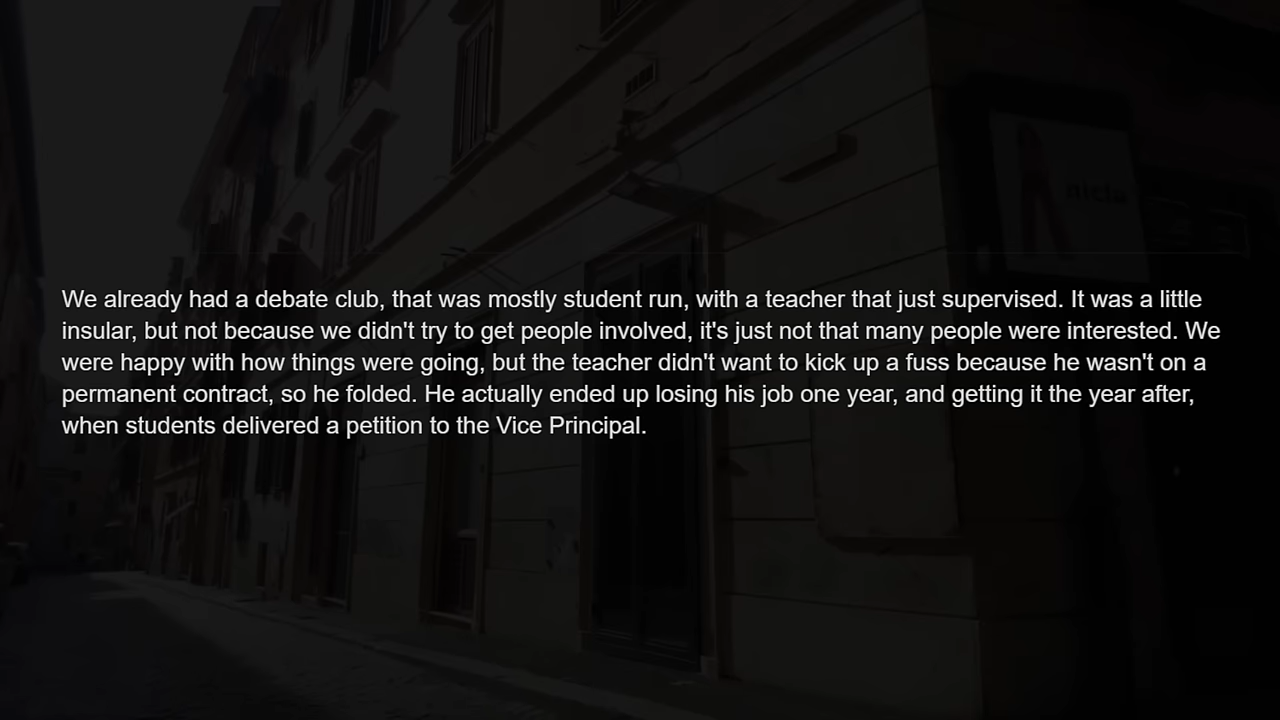 We already had a debate club, that was mostly student run, with a teacher that just supervised. It was a little
insular, but not because we didn't try to get people involved, it's just not that many people were interested. We
were happy with how things were going, but the teacher didn't want to kick up a fuss because he wasn't on a
permanent contract, so he folded. He actually ended up losing his job one year, and getting it the year after,
when students delivered a petition to the Vice Principal.